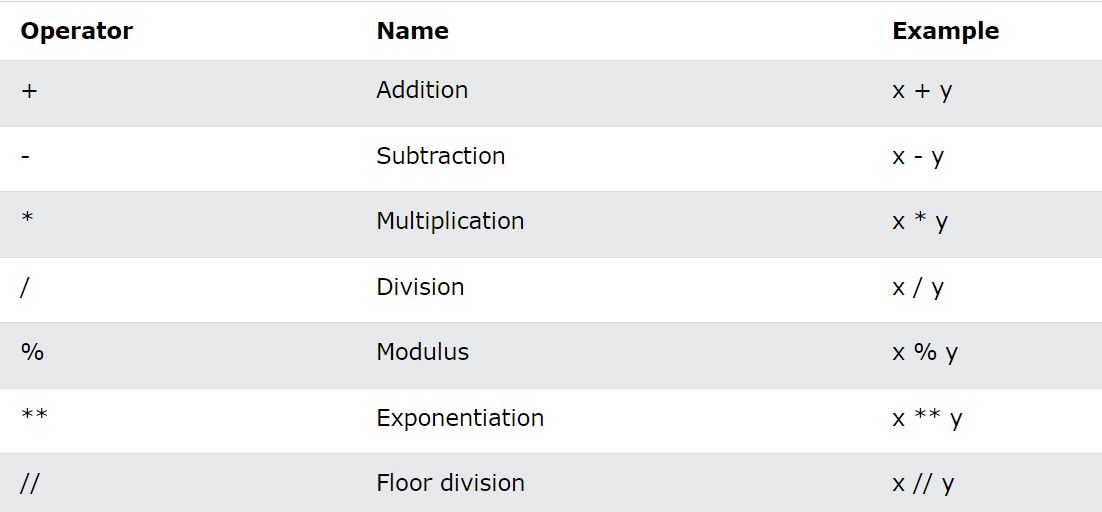 Operator Name Example
+ Addition x + y
- Subtraction x - y
* Multiplication x * y
/ Division x / y
% Modulus x % y
** Exponentiation x ** y
// Floor division x // y